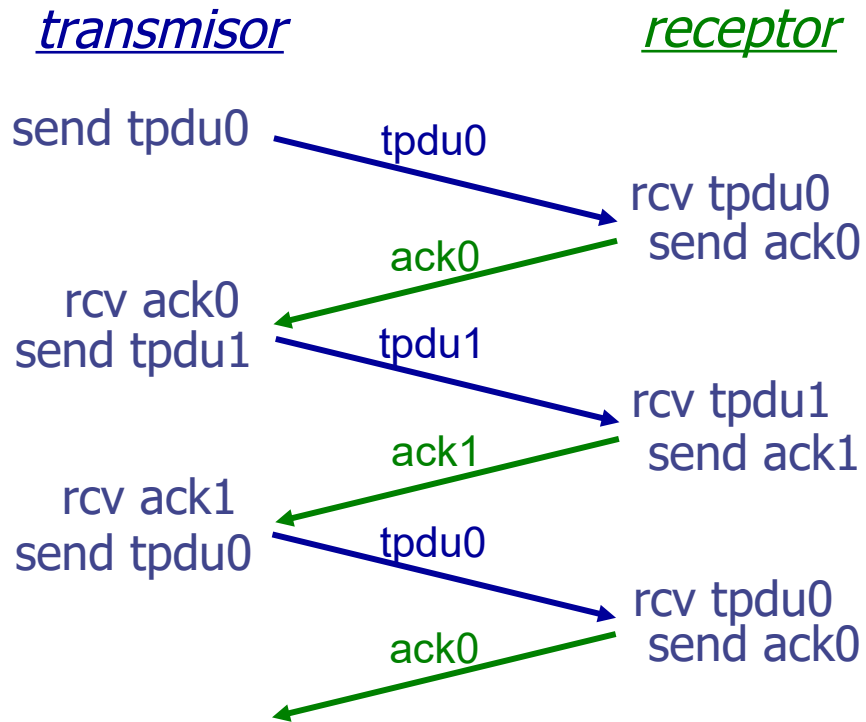 transmisor
receptor
send tpdu0
tpdu0
rcv tpdu0
send ack0
ack0
rcv ack0
send tpdu1
tpdu1
rcv tpdu1
send ack1
ack1
rcv ack1
send tpdu0
tpdu0
rcv tpdu0
send ack0
ack0